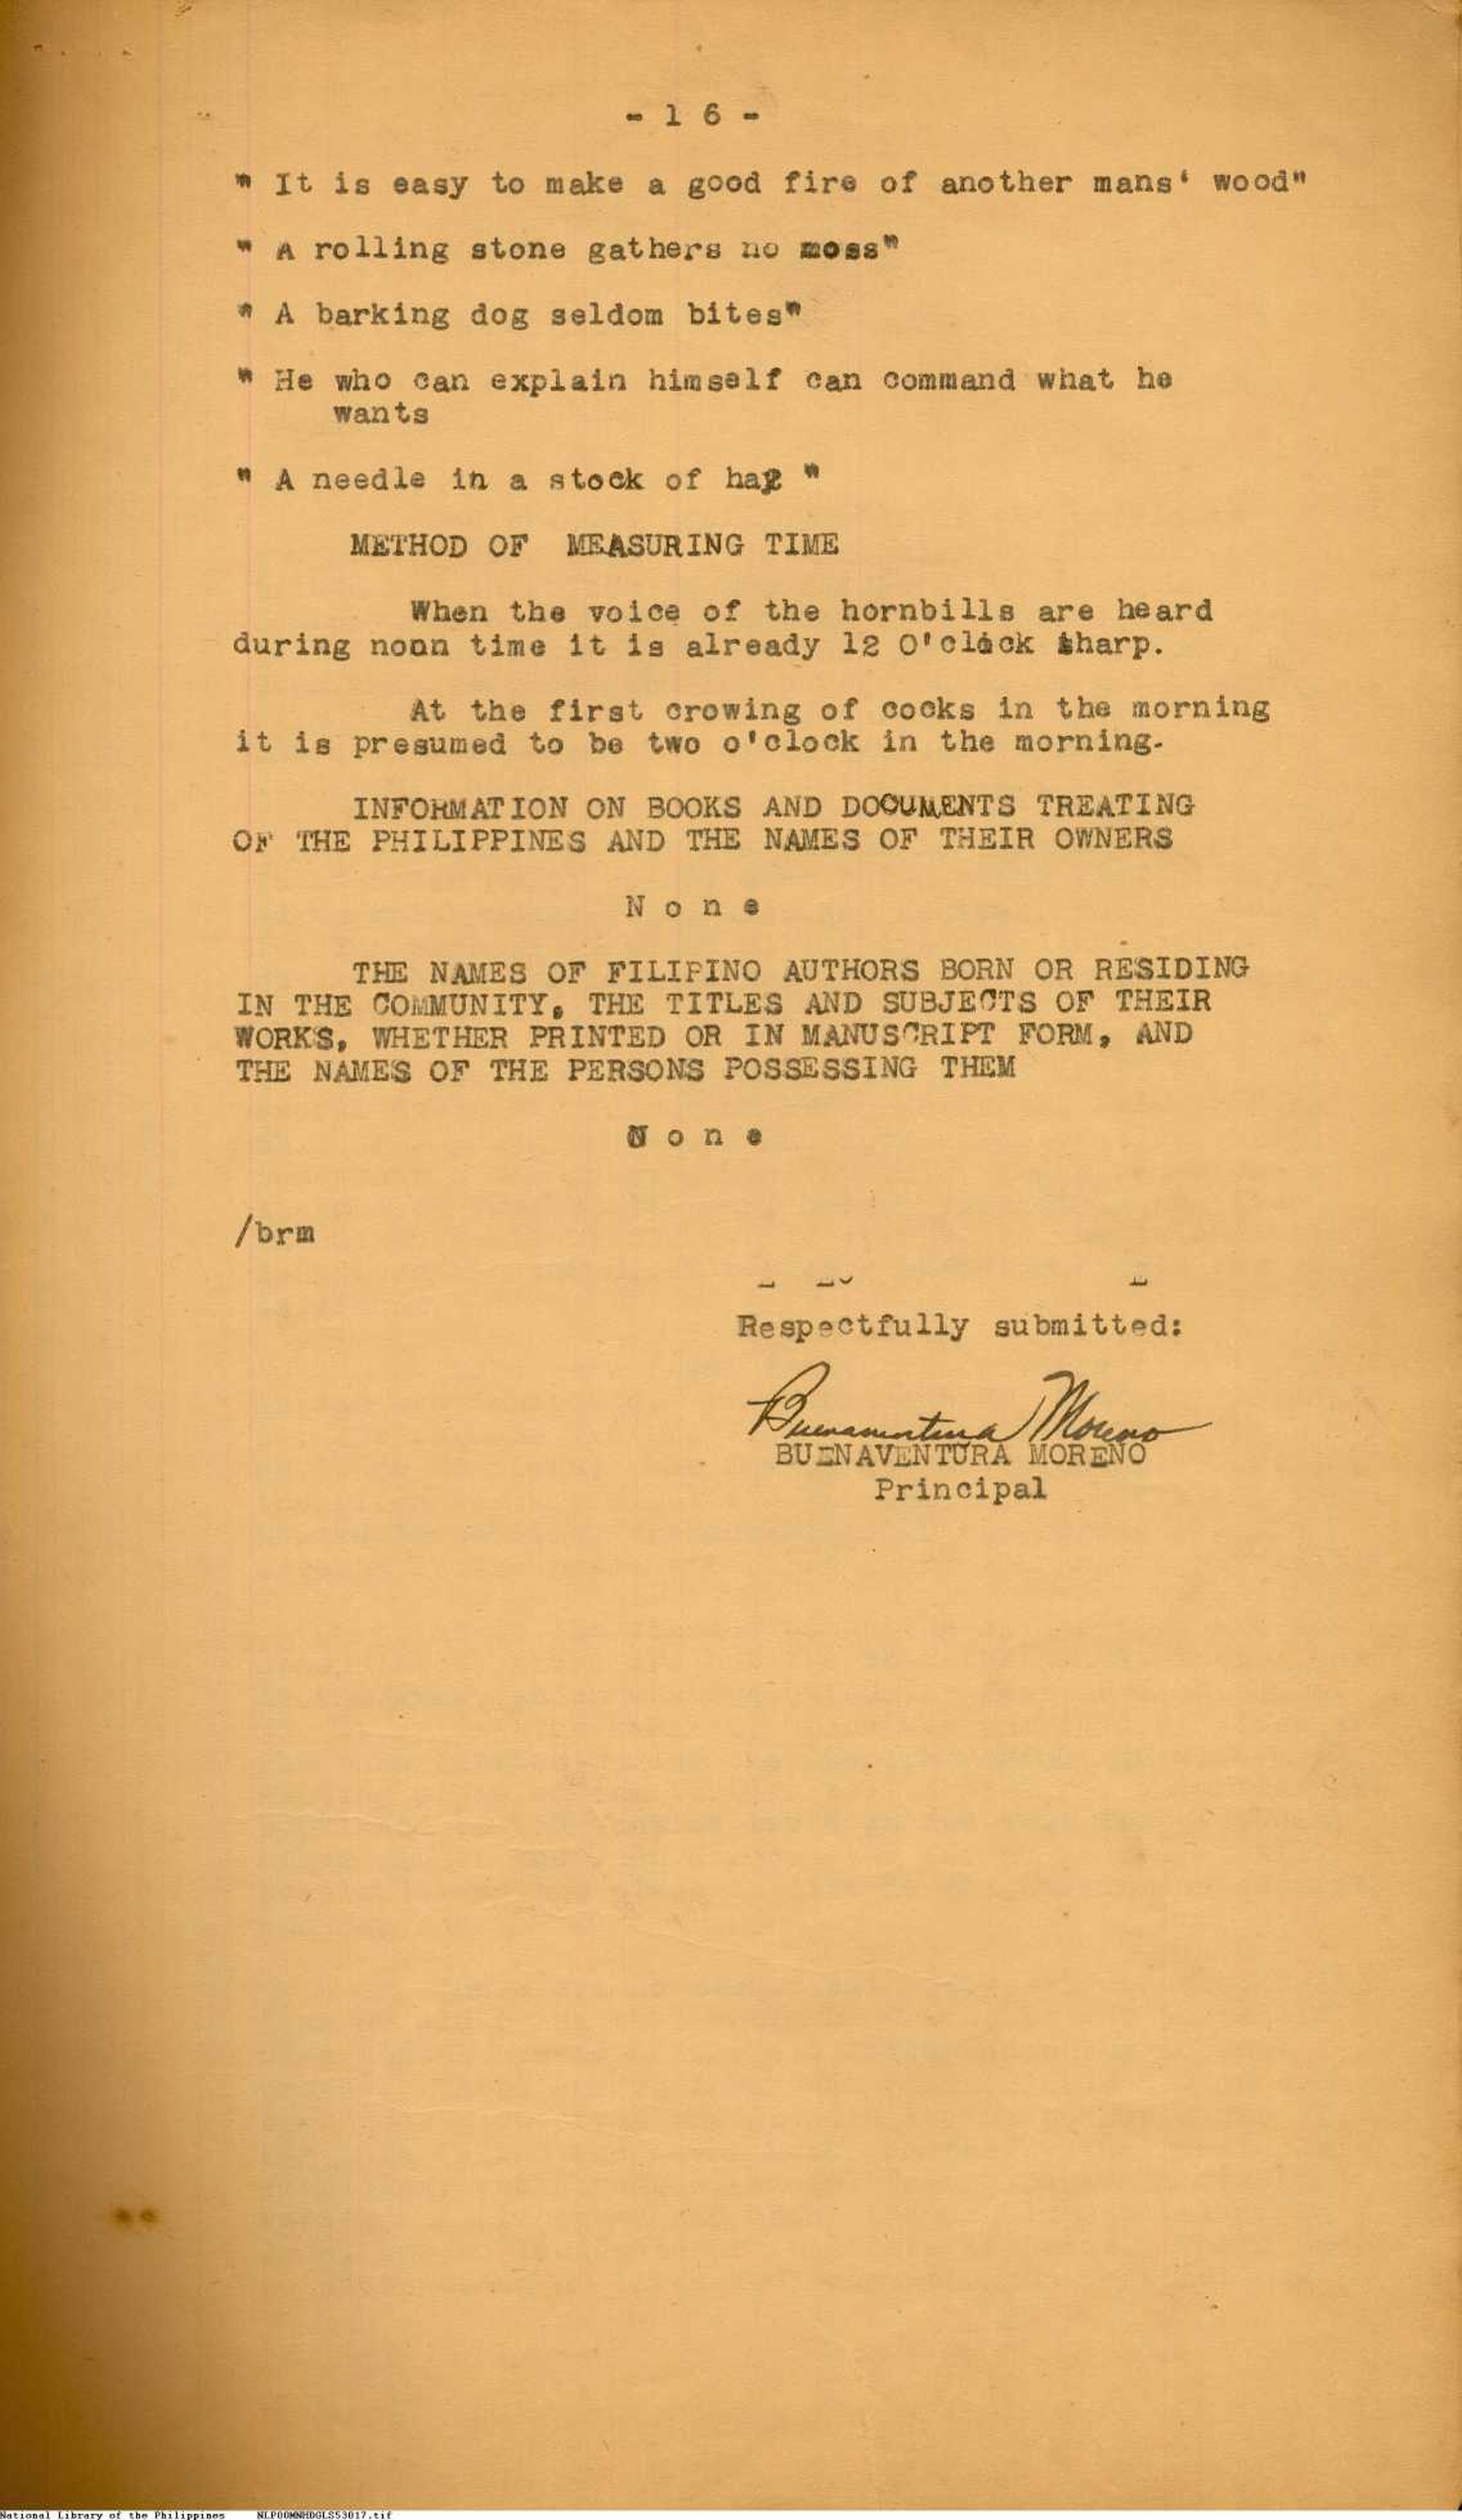 - 1 6 -
" It is easy to make a good fire of another mans' wood"
" A rolling stone gathers no moss"
" A barking dog seldom bites"
" He who can explain himself can command what he
wants
" A needle in a stock of hay "
METHOD OF MEASURING TIME
When the voice of the hornbills are heard
during noon time it is already 12 O'clock sharp.
At the first crowing of cocks in the morning
it is presumed to be two o'clock in the morning.
INFORMATION ON BOOKS AND DOCUMENTS TREATING
OF THE PHILIPPINES AND THE NAMES OF THEIR OWNERS
N o n e
THE NAMES OF FILIPINO AUTHORS BORN OR RESIDING
IN THE COMMUNITY, THE TITLES AND SUBJECTS OF THEIR
WORKS, WHETHER PRINTED OR IN MANUSCRIPT FORM, AND
THE NAMES OF THE PERSONS POSSESSING THEM
N o n e
/brm
Respectfully submitted:
Buenaventura Moreno
BUENAVENTURA MORENO
Principal
National Library of the Philippines NLP00MNHDGLS53017.tif